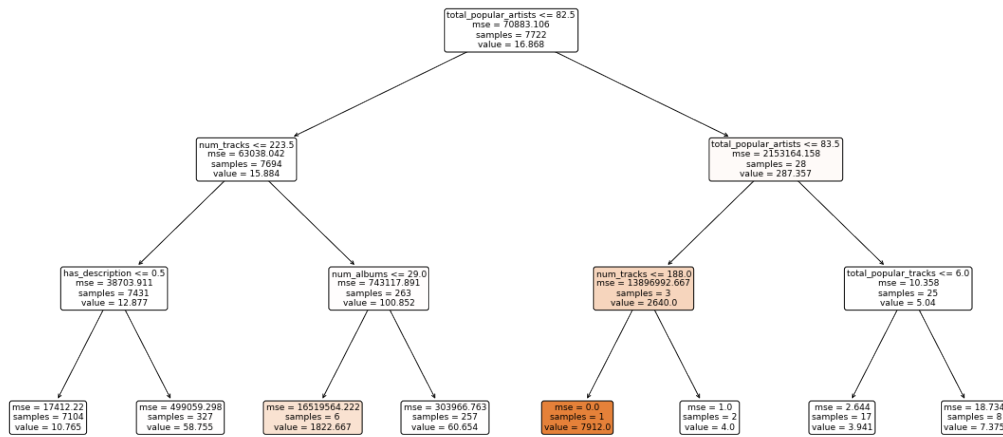 total_popular_artists <= 82.5
mse = 70883.106
samples = 7722
value = 16.868
num_tracks <= 223.5
mse = 63038.042
samples = 7694
value = 15.884
total_popular_artists <= 83.5
mse = 2153164.158
samples = 28
value = 287.357
has_description <= 0.5
mse = 38703.911
samples = 7431
value = 12.877
num_albums <= 29.0
mse = 743117.891
samples = 263
value = 100.852
num_tracks <= 188.0
mse = 13896992.667
samples = 3
value = 2640.0
total_popular_tracks <= 6.0
mse = 10.358
samples = 25
value = 5.04
mse = 17412.22
samples = 7104
value = 10.765
mse = 499059.298
samples = 327
value = 58.755
mse = 16519564.222
samples = 6
value = 1822.667
mse = 303966.763
samples = 257
value = 60.654
mse = 0.0
samples = 1
value = 7912.0
mse = 1.0
samples = 2
value = 4.0
mse = 2.644
samples = 17
value = 3.941
mse = 18.734
samples = 8
value = 7.375